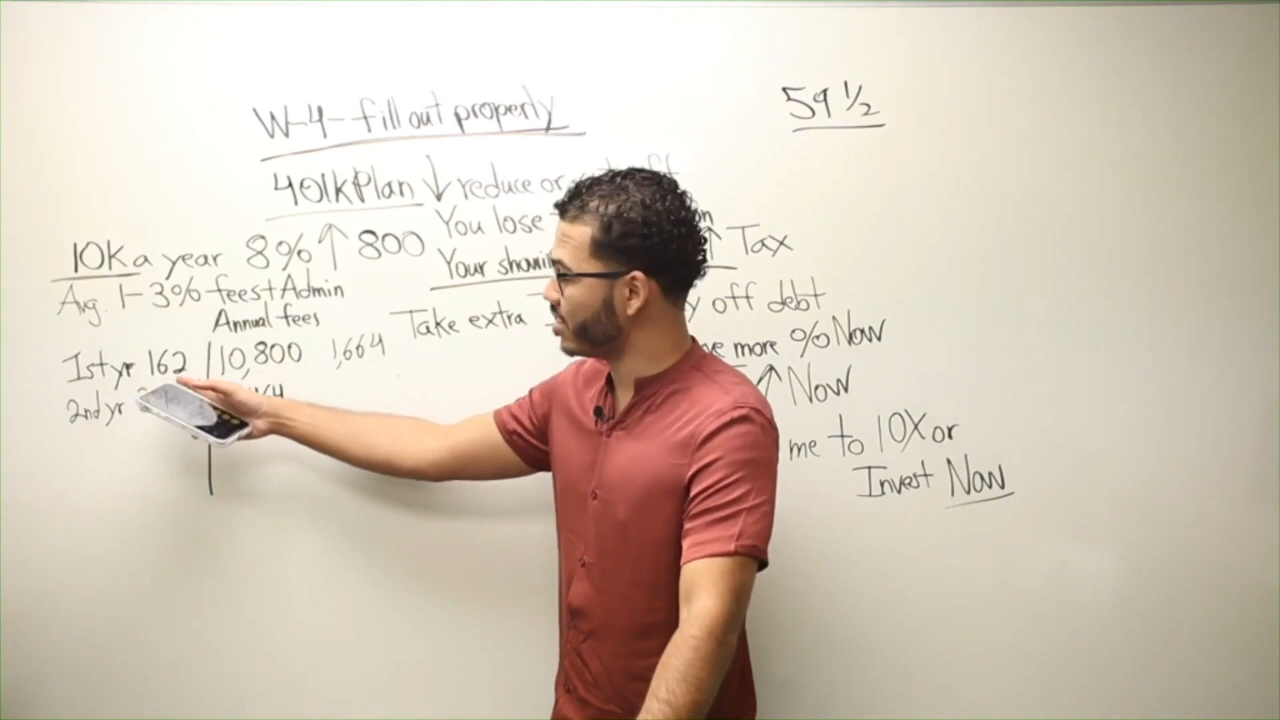 W-4 - fill out properly
59 1/2
401k Plan ↓ reduce or
You lose
10K a year 8% ↑ 800
Your showin
↑ Tax
Avg. 1-3% fees + Admin
Annual fees
Take extra
off debt
more % Now
1st yr 162 / 10,800 1,664
2nd yr
↑ Now
me to 10X or
Invest Now